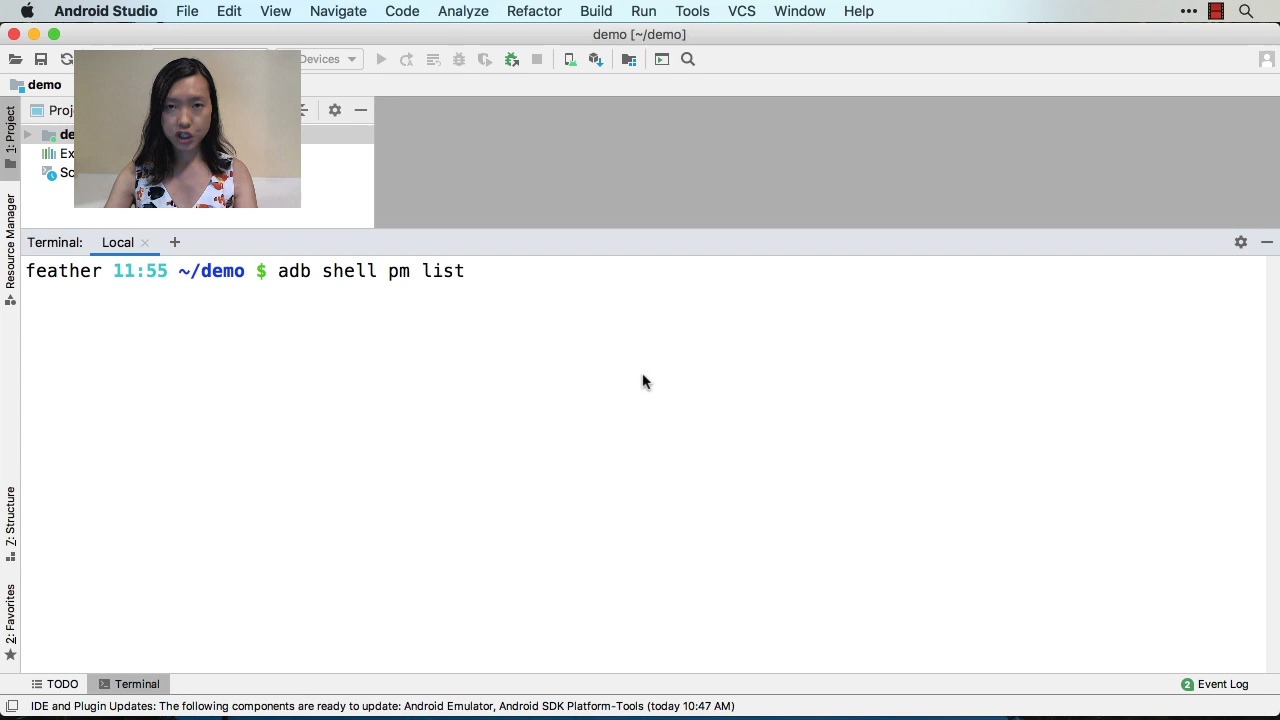 Android Studio File Edit View Navigate Code Analyze Refactor Build Run Tools VCS Window Help
demo [~/demo]
Devices
demo
1: Project
Resource Manager
7: Structure
2: Favorites
Terminal: Local
feather 11:55 ~/demo $ adb shell pm list
TODO Terminal
2 Event Log
IDE and Plugin Updates: The following components are ready to update: Android Emulator, Android SDK Platform-Tools (today 10:47 AM)